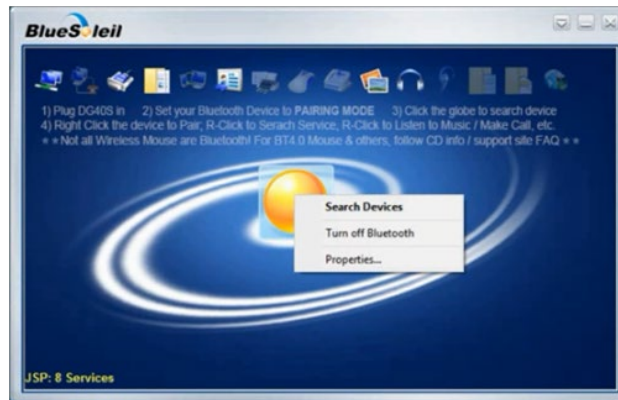 BlueSoleil
1) Plug DG40S in 2) Set your Bluetooth Device to PAIRING MODE 3) Click the globe to search device
4) Right Click the device to Pair; R-Click to Serach Service, R-Click to Listen to Music / Make Call, etc.
* * Not all Wireless Mouse are Bluetooth! For BT4.0 Mouse & others, follow CD info / support site FAQ * *
Search Devices
Turn off Bluetooth
Properties...
JSP: 8 Services